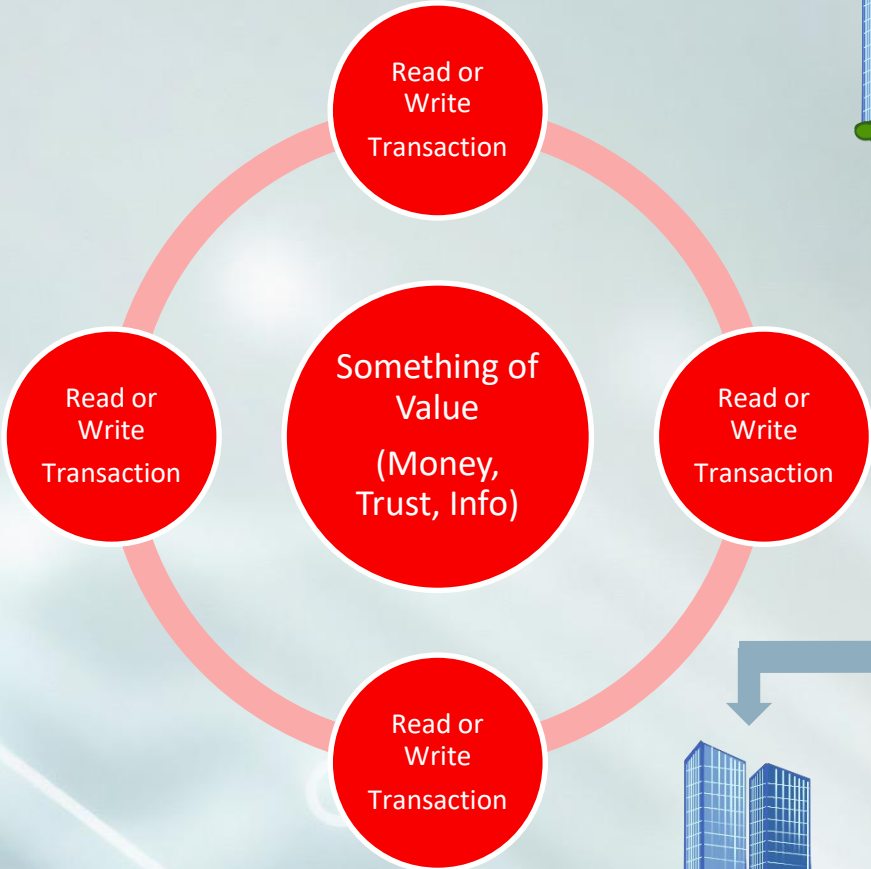 Read or
Write
Transaction
Read or
Write
Transaction
Something of
Value
(Money,
Trust, Info)
Read or
Write
Transaction
Read or
Write
Transaction